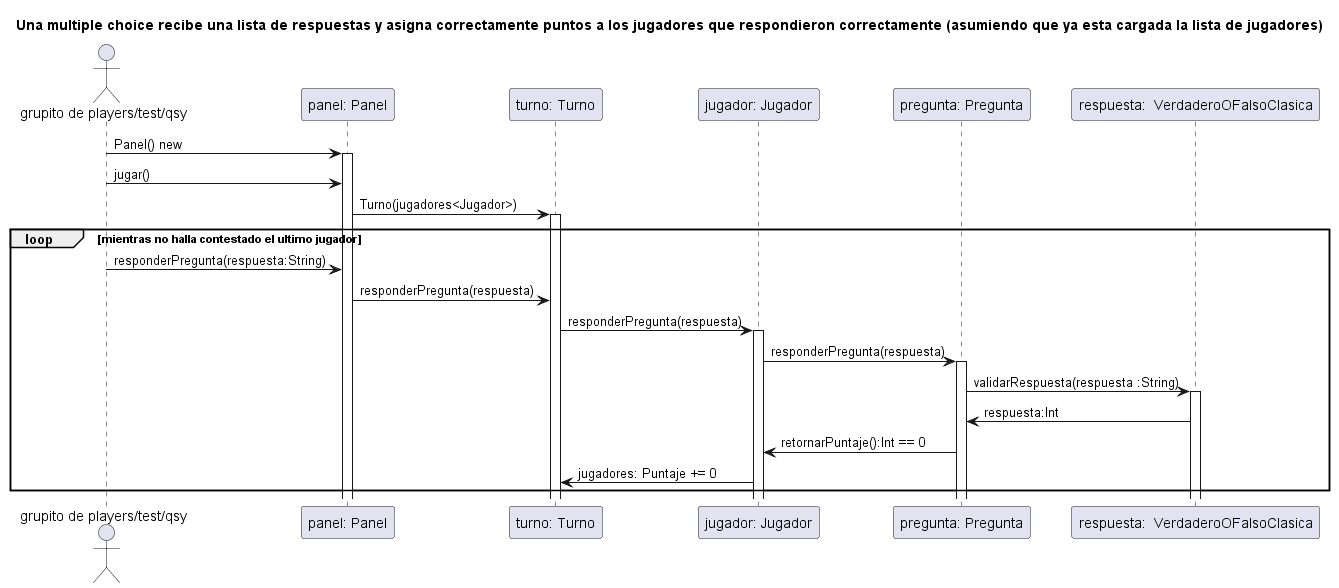 Una multiple choice recibe una lista de respuestas y asigna correctamente puntos a los jugadores que respondieron correctamente (asumiendo que ya esta cargada la lista de jugadores)
grupito de players/test/qsy
panel: Panel
turno: Turno
jugador: Jugador
pregunta: Pregunta
respuesta: VerdaderoOFalsoClasica
Panel() new
jugar()
Turno(jugadores<Jugador>)
loop
[mientras no halla contestado el ultimo jugador]
responderPregunta(respuesta:String)
responderPregunta(respuesta)
responderPregunta(respuesta)
responderPregunta(respuesta)
validarRespuesta(respuesta :String)
respuesta:Int
retornarPuntaje():Int == 0
jugadores: Puntaje += 0
grupito de players/test/qsy
panel: Panel
turno: Turno
jugador: Jugador
pregunta: Pregunta
respuesta: VerdaderoOFalsoClasica